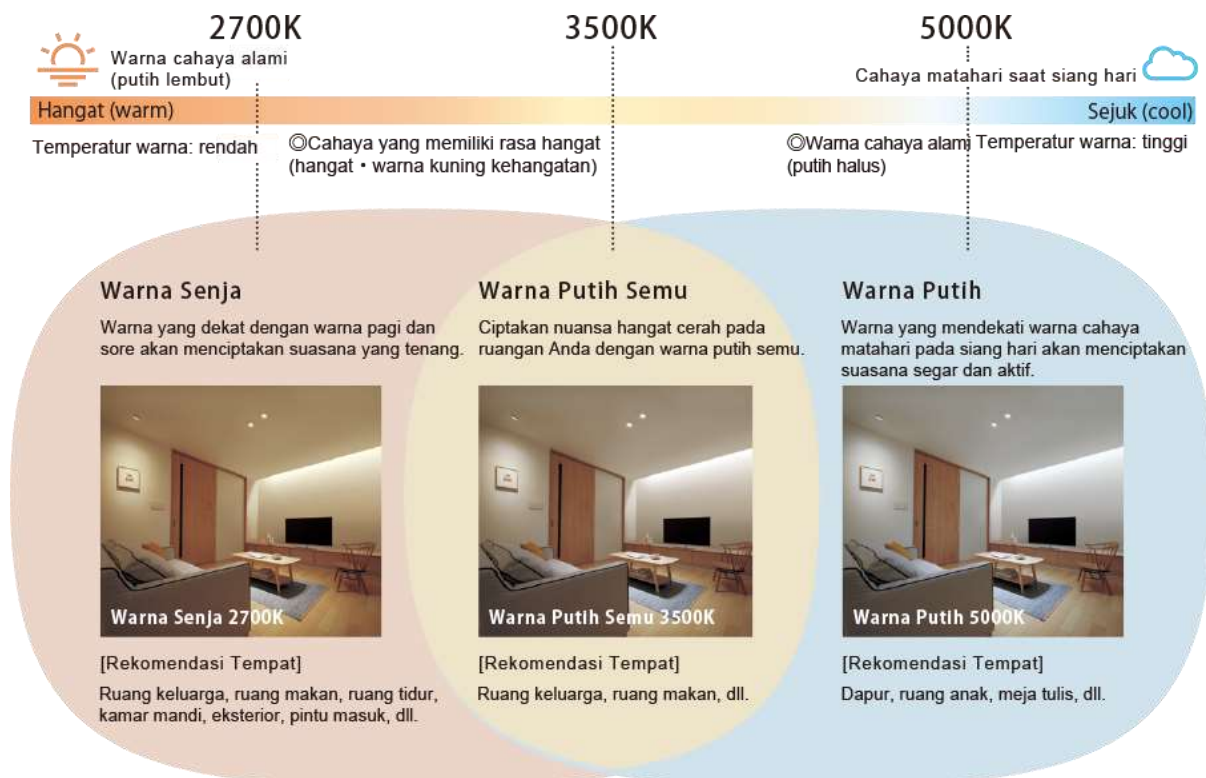 2700K
3500K
5000K
Warna cahaya alami
(putih lembut)
Cahaya matahari saat siang hari
Hangat (warm)
Sejuk (cool)
Temperatur warna: rendah
◎Cahaya yang memiliki rasa hangat
(hangat・warna kuning kehangatan)
◎Warna cahaya alami
(putih halus)
Temperatur warna: tinggi
Warna Senja
Warna yang dekat dengan warna pagi dan
sore akan menciptakan suasana yang tenang.
Warna Senja 2700K
[Rekomendasi Tempat]
Ruang keluarga, ruang makan, ruang tidur,
kamar mandi, eksterior, pintu masuk, dll.
Warna Putih Semu
Ciptakan nuansa hangat cerah pada
ruangan Anda dengan warna putih semu.
Warna Putih Semu 3500K
[Rekomendasi Tempat]
Ruang keluarga, ruang makan, dll.
Warna Putih
Warna yang mendekati warna cahaya
matahari pada siang hari akan menciptakan
suasana segar dan aktif.
Warna Putih 5000K
[Rekomendasi Tempat]
Dapur, ruang anak, meja tulis, dll.